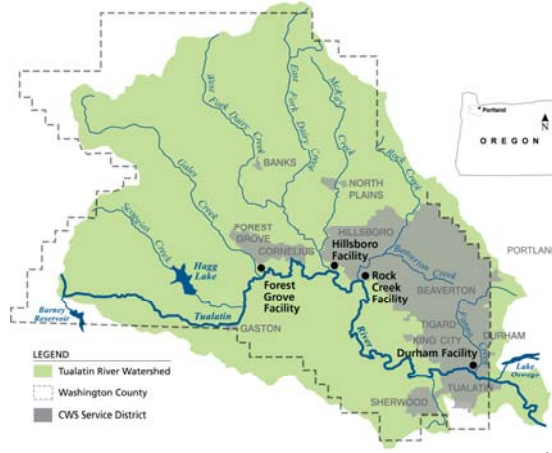 Portland
N
OREGON
West Fork Dairy Creek
East Fork Dairy Creek
McKay Creek
Rock Creek
Gales Creek
BANKS
NORTH
PLAINS
Scoggins Creek
FOREST
GROVE
CORNELIUS
HILLSBORO
Hillsboro
Facility
Beaverton Creek
PORTLAND
Hagg
Lake
Forest
Grove
Facility
Rock
Creek
Facility
BEAVERTON
Barney
Reservoir
Tualatin
River
GASTON
TIGARD
KING CITY
Fanno Creek
DURHAM
Durham Facility
Lake
Oswego
TUALATIN
SHERWOOD
LEGEND
Tualatin River Watershed
Washington County
CWS Service District